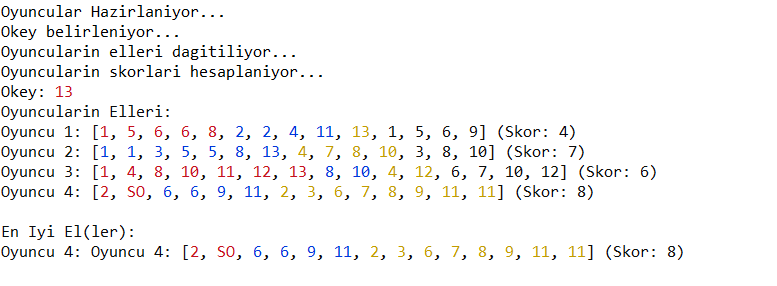 Oyuncular Hazirlaniyor...
Okey belirleniyor...
Oyuncularin elleri dagitiliyor...
Oyuncularin skorlari hesaplaniyor...
Okey: 13
Oyuncularin Elleri:
Oyuncu 1: [1, 5, 6, 6, 8, 2, 2, 4, 11, 13, 1, 5, 6, 9] (Skor: 4)
Oyuncu 2: [1, 1, 3, 5, 5, 8, 13, 4, 7, 8, 10, 3, 8, 10] (Skor: 7)
Oyuncu 3: [1, 4, 8, 10, 11, 12, 13, 8, 10, 4, 12, 6, 7, 10, 12] (Skor: 6)
Oyuncu 4: [2, SO, 6, 6, 9, 11, 2, 3, 6, 7, 8, 9, 11, 11] (Skor: 8)
En Iyi El(ler):
Oyuncu 4: Oyuncu 4: [2, SO, 6, 6, 9, 11, 2, 3, 6, 7, 8, 9, 11, 11] (Skor: 8)